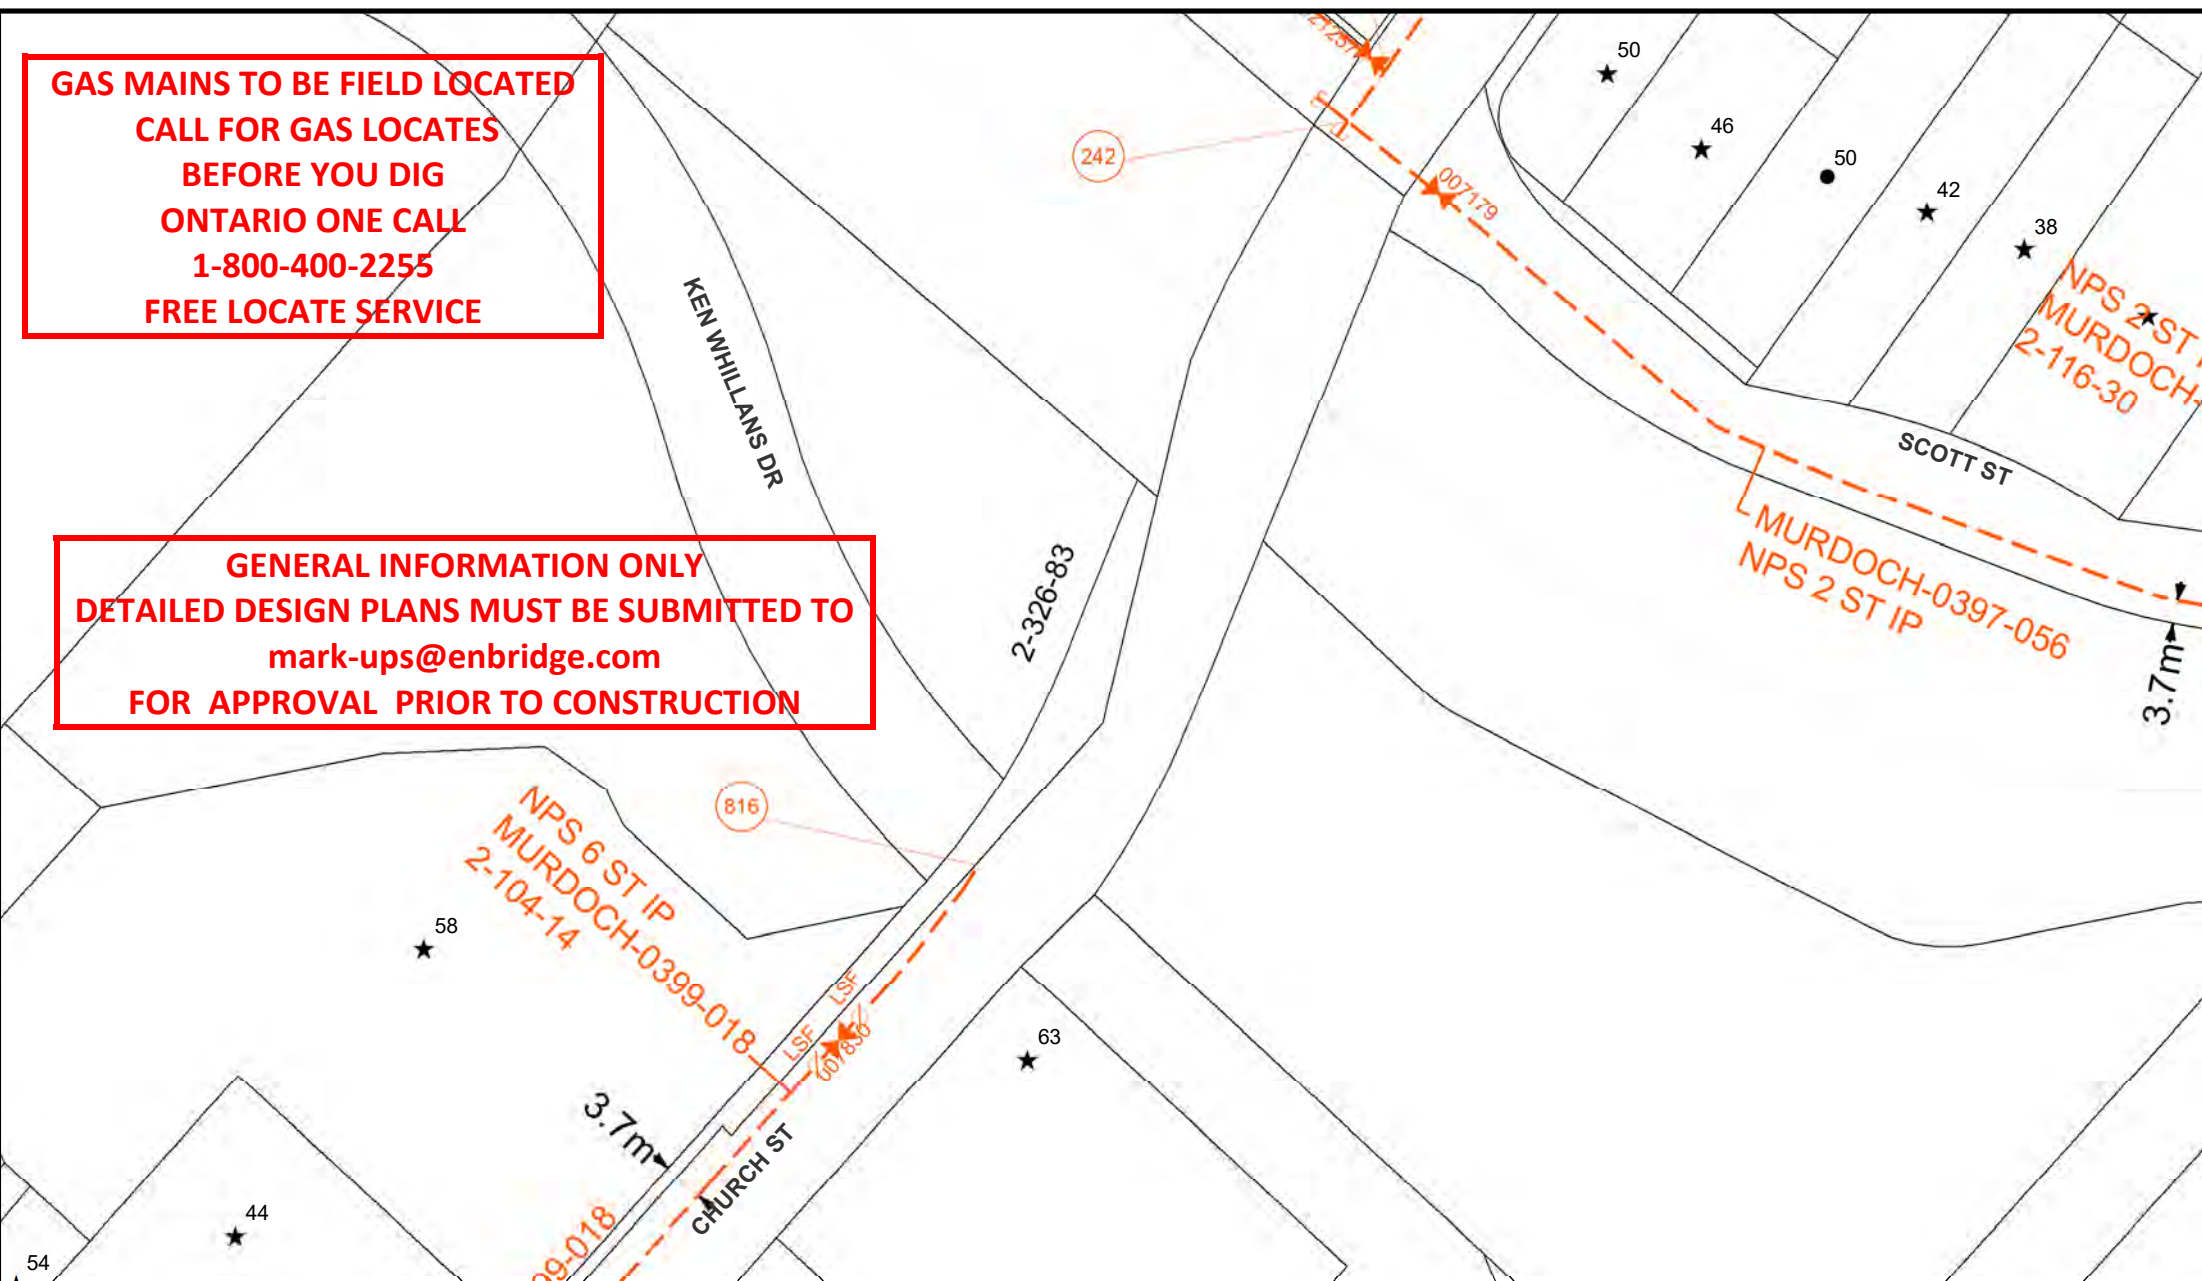 GAS MAINS TO BE FIELD LOCATED
CALL FOR GAS LOCATES
BEFORE YOU DIG
ONTARIO ONE CALL
1-800-400-2255
FREE LOCATE SERVICE
50
46
50
42
38
242
007179
KEN WHILLANS DR
NPS 2 ST
MURDOCH-
2-116-30
SCOTT ST
MURDOCH-0397-056
NPS 2 ST IP
3.7m
GENERAL INFORMATION ONLY
DETAILED DESIGN PLANS MUST BE SUBMITTED TO
mark-ups@enbridge.com
FOR APPROVAL PRIOR TO CONSTRUCTION
2-326-83
816
NPS 6 ST IP
MURDOCH-0399-018
2-104-14
58
LSF
LSF
007830
63
3.7m
CHURCH ST
99-018
44
54